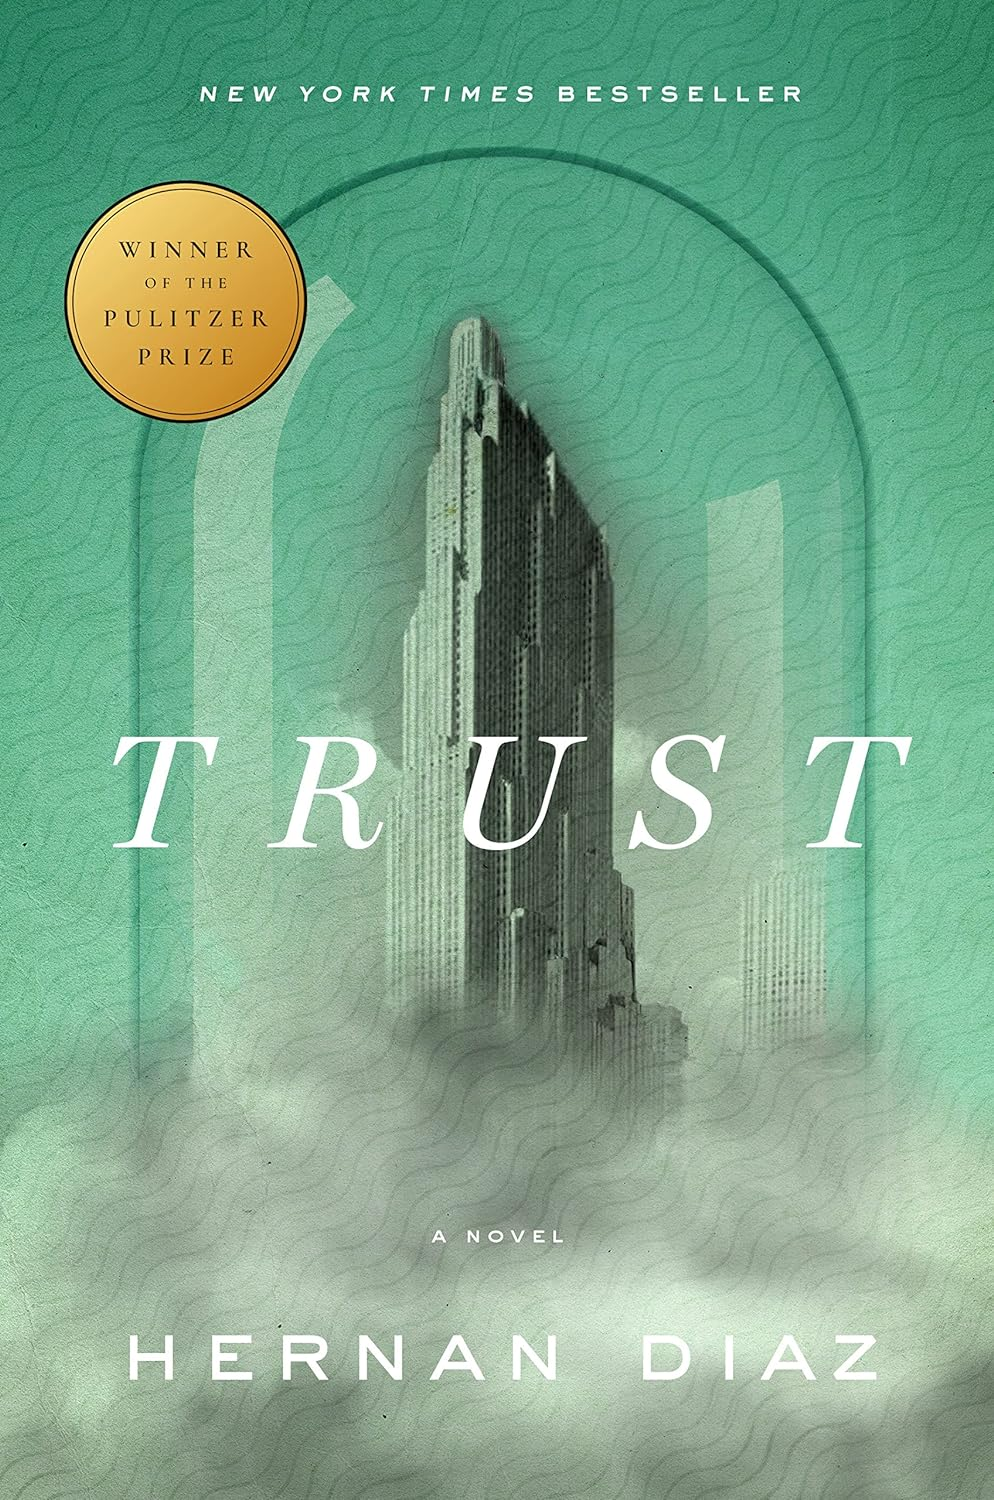 NEW YORK TIMES BESTSELLER
WINNER
OF THE
PULITZER
PRIZE
TRUST
A NOVEL
HERNAN DIAZ